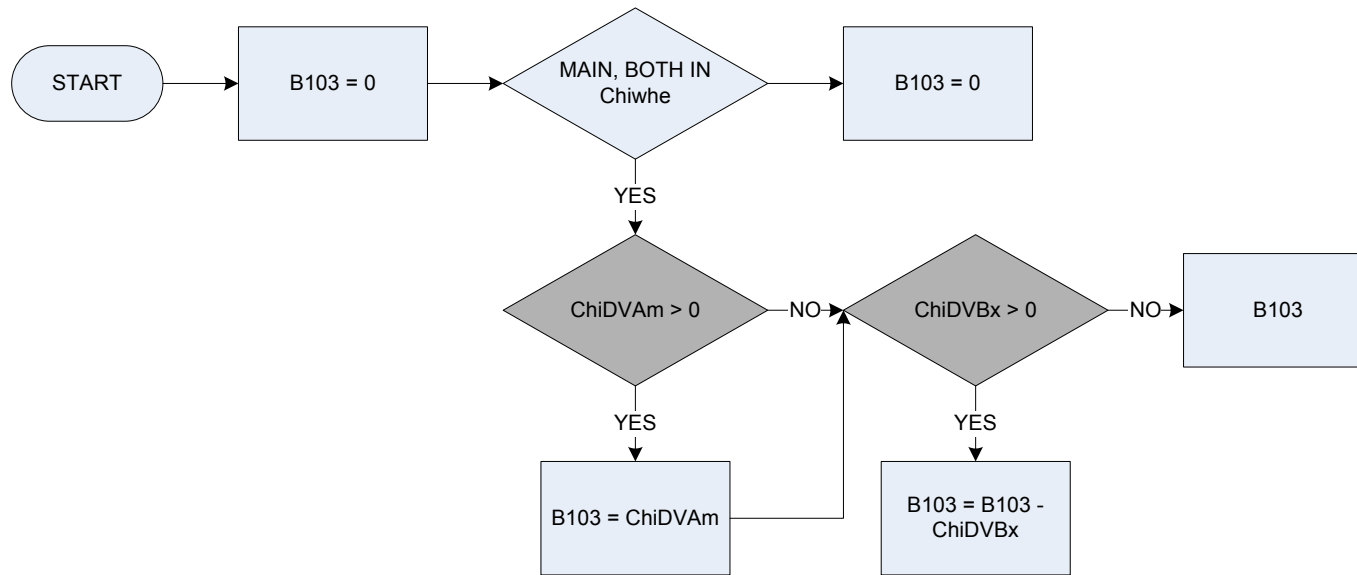 START
B103 = 0
MAIN, BOTH IN
Chiwhe
B103 = 0
YES
ChiDVAm > 0
NO
ChiDVBx > 0
NO
B103
YES
YES
B103 = ChiDVAm
B103 = B103 -
ChiDVBx